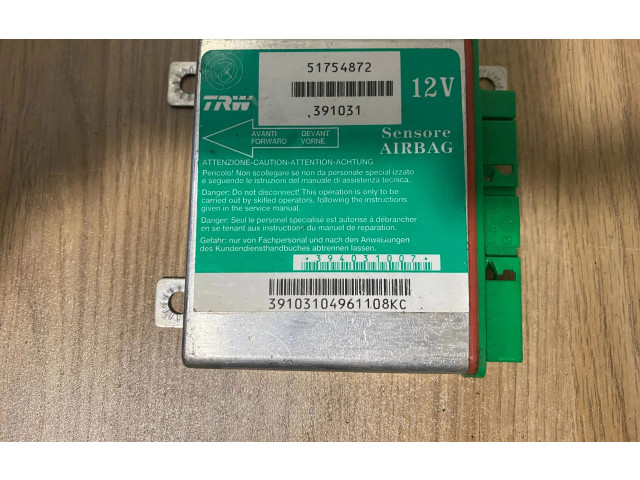 51754872
12V
TRW
.391031
AVANTI DEVANT
FORWARD VORNE
Sensore
AIRBAG
ATTENZIONE-CAUTION-ATTENTION-ACHTUNG
Pericolo! Non scollegare se non da personale specializzato
e seguendo le istruzioni del manuale di assistenza tecnica.
Danger: Do not disconnect! This operation is only to be
carried out by skilled operators, following the instructions
given in the service manual.
Danger: Seul le personel specialisé est autorisé à débrancher
en se tenant aux instructions du manuel de reparation.
Gefahr: nur von Fachpersonal und nach den Anweisungen
des Kundendiensthandbuches abtrennen lassen.
*394031007*
39103104961108KC